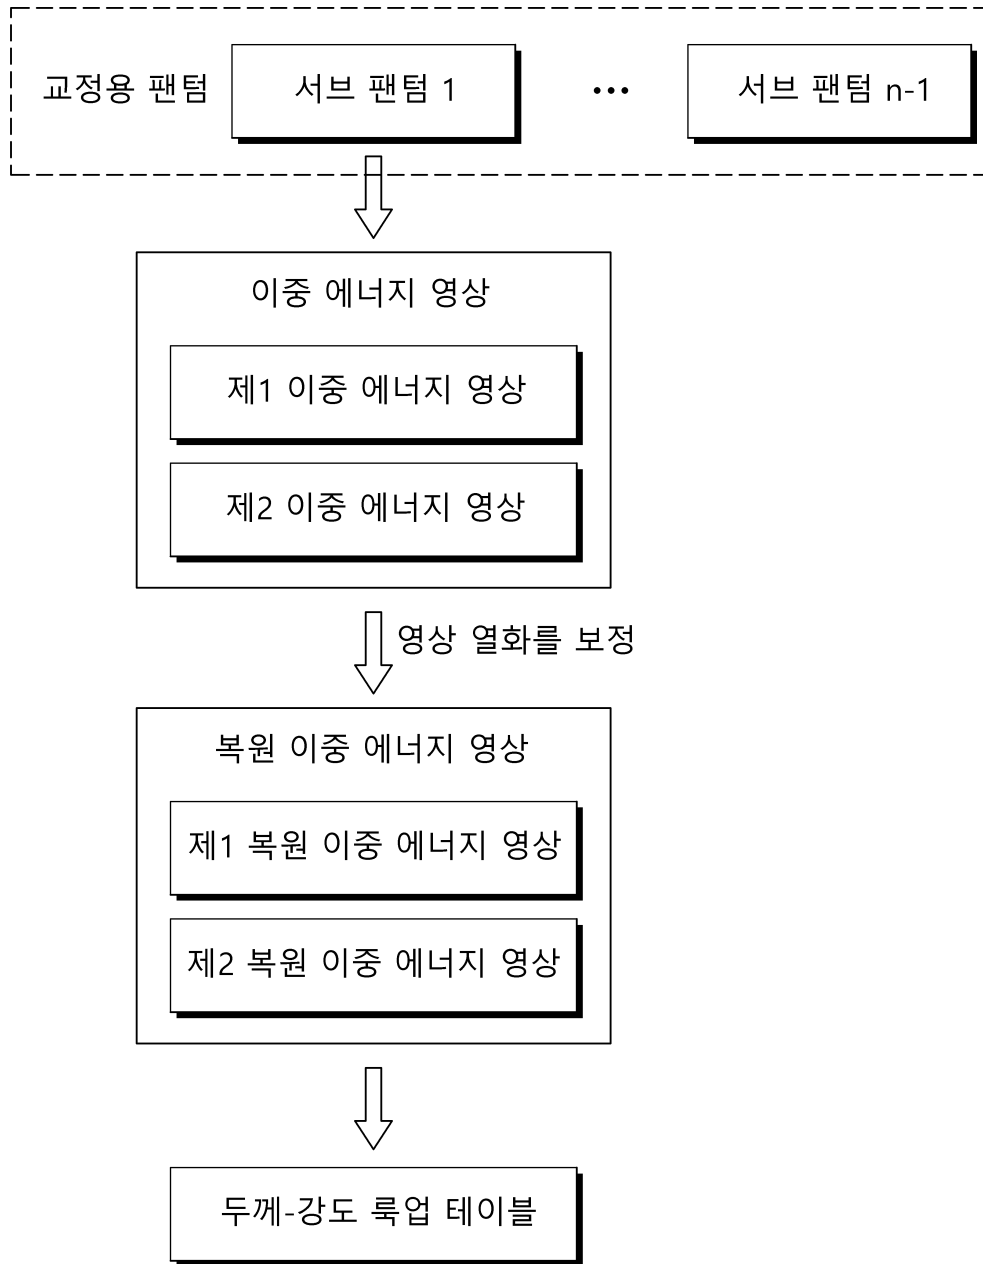 교정용 팬텀 서브 팬텀 1 ... 서브 팬텀 n-1
이중 에너지 영상
제1 이중 에너지 영상
제2 이중 에너지 영상
영상 열화를 보정
복원 이중 에너지 영상
제1 복원 이중 에너지 영상
제2 복원 이중 에너지 영상
두께-강도 룩업 테이블